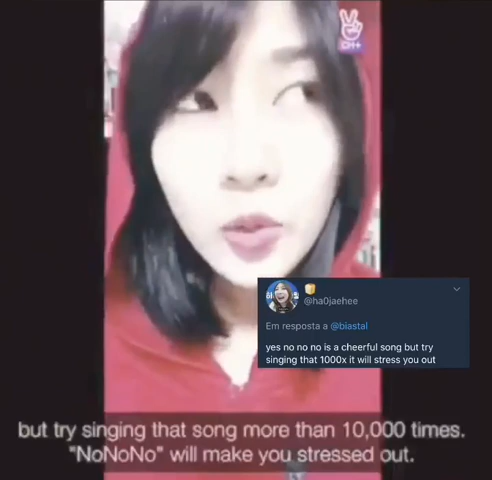 CH+
@ha0jaehee
Em resposta a @biastal
yes no no no is a cheerful song but try
singing that 1000x it will stress you out
but try singing that song more than 10,000 times.
"NoNoNo" will make you stressed out.